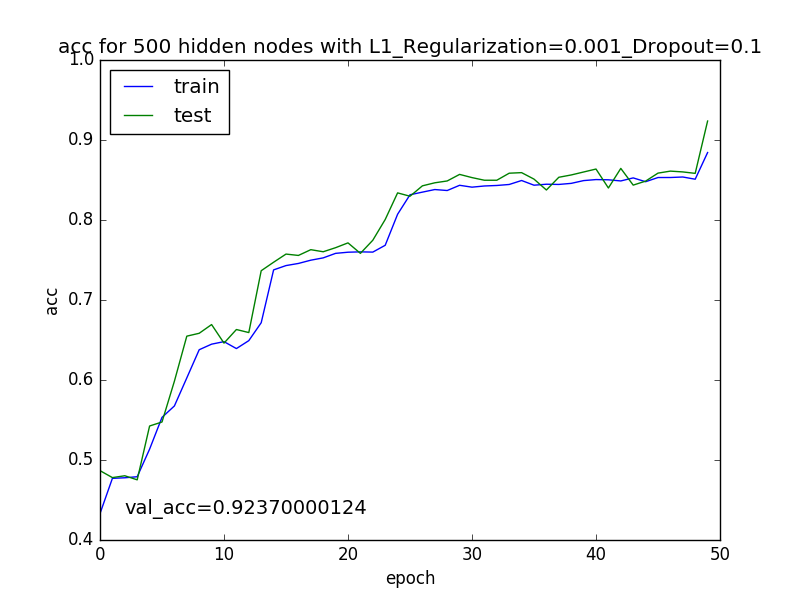 acc for 500 hidden nodes with L1_Regularization=0.001_Dropout=0.1
1.0
train
test
0.9
0.8
0.7
acc
0.6
0.5
val_acc=0.92370000124
0.4
0 10 20 30 40 50
epoch